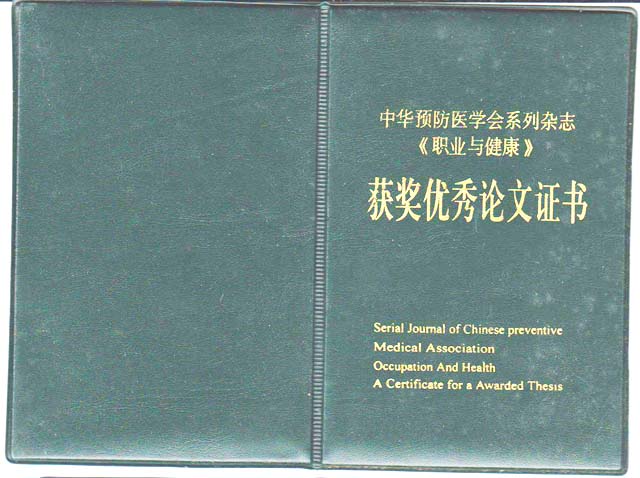 中华预防医学会系列杂志
《职业与健康》
获奖优秀论文证书
Serial Journal of Chinese preventive
Medical Association
Occupation And Health
A Certificate for a Awarded Thesis